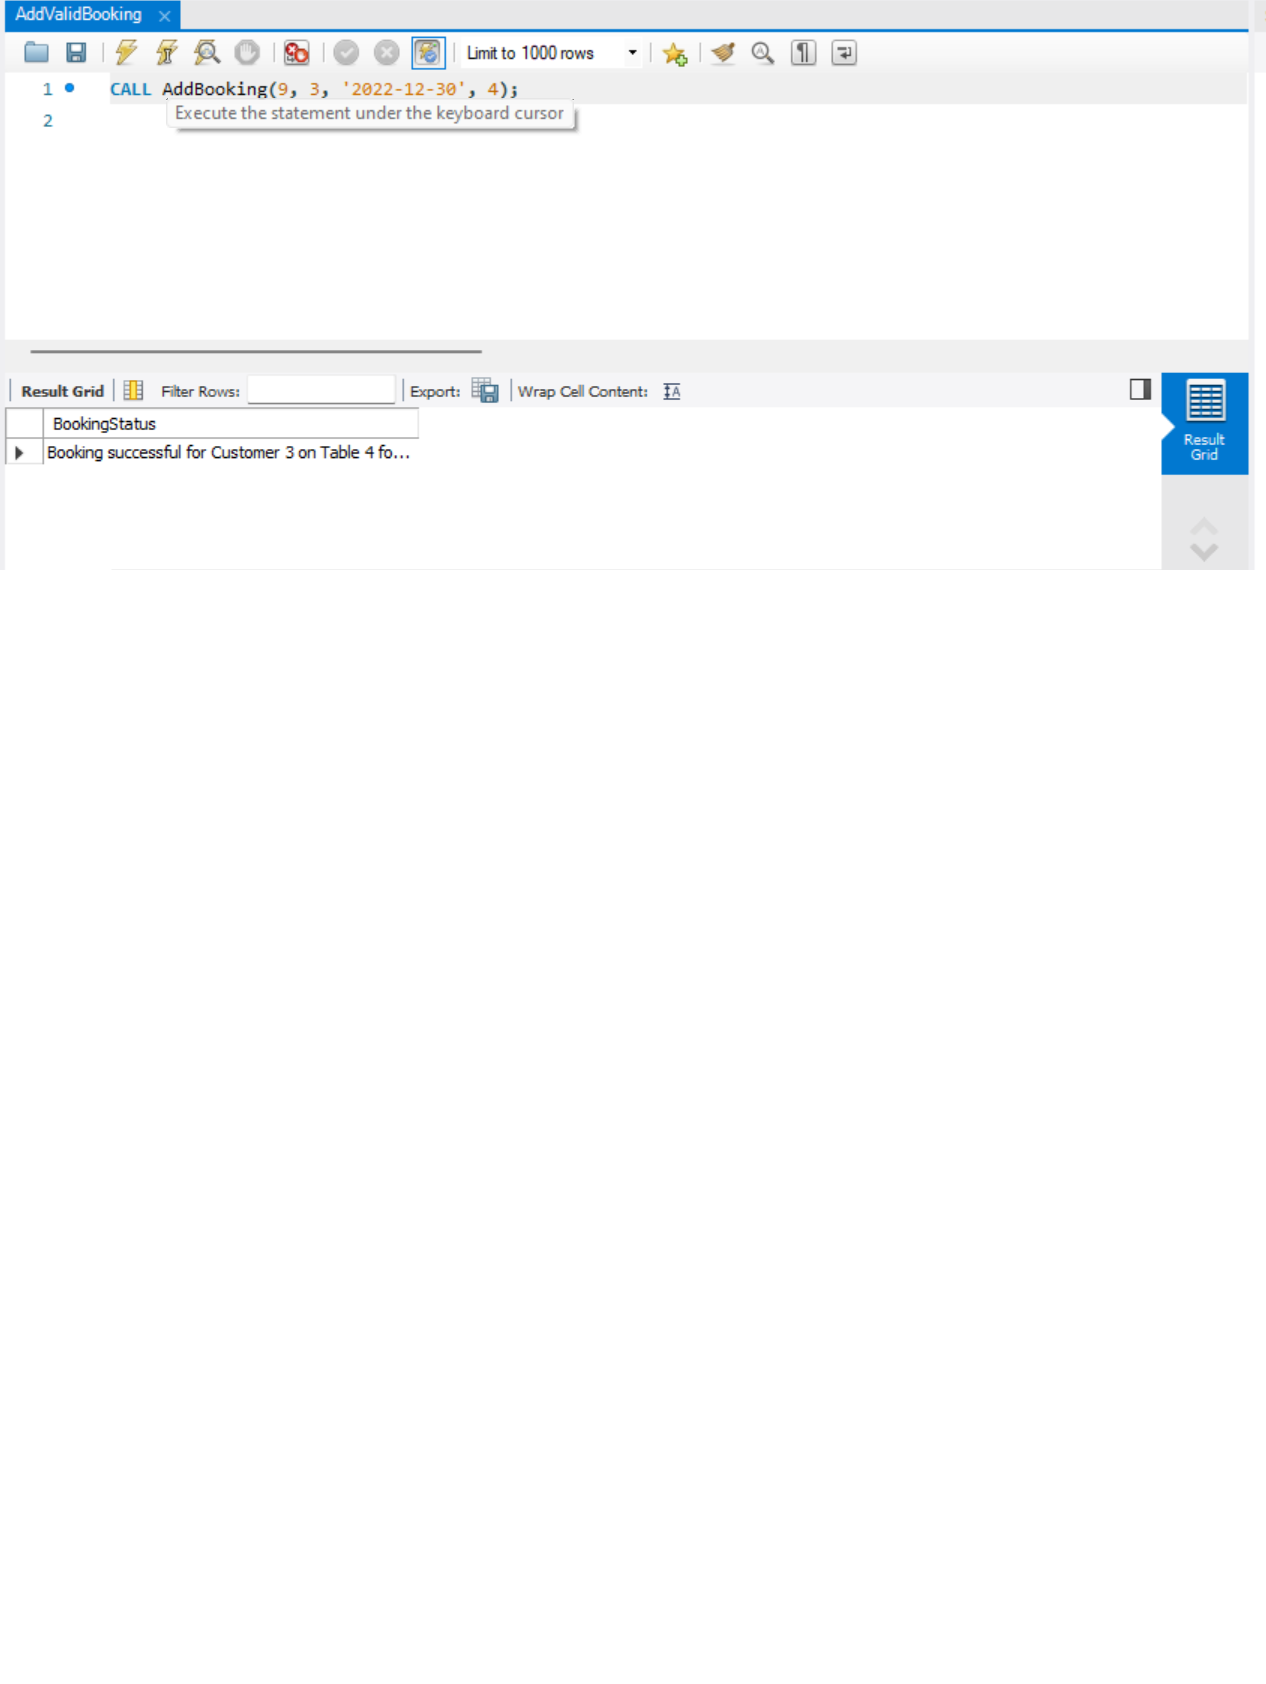 AddValidBooking
Limit to 1000 rows
1 CALL AddBooking(9, 3, '2022-12-30', 4);
Execute the statement under the keyboard cursor
2
Result Grid Filter Rows: Export: Wrap Cell Content: IA
Result
Grid
BookingStatus
Booking successful for Customer 3 on Table 4 fo...